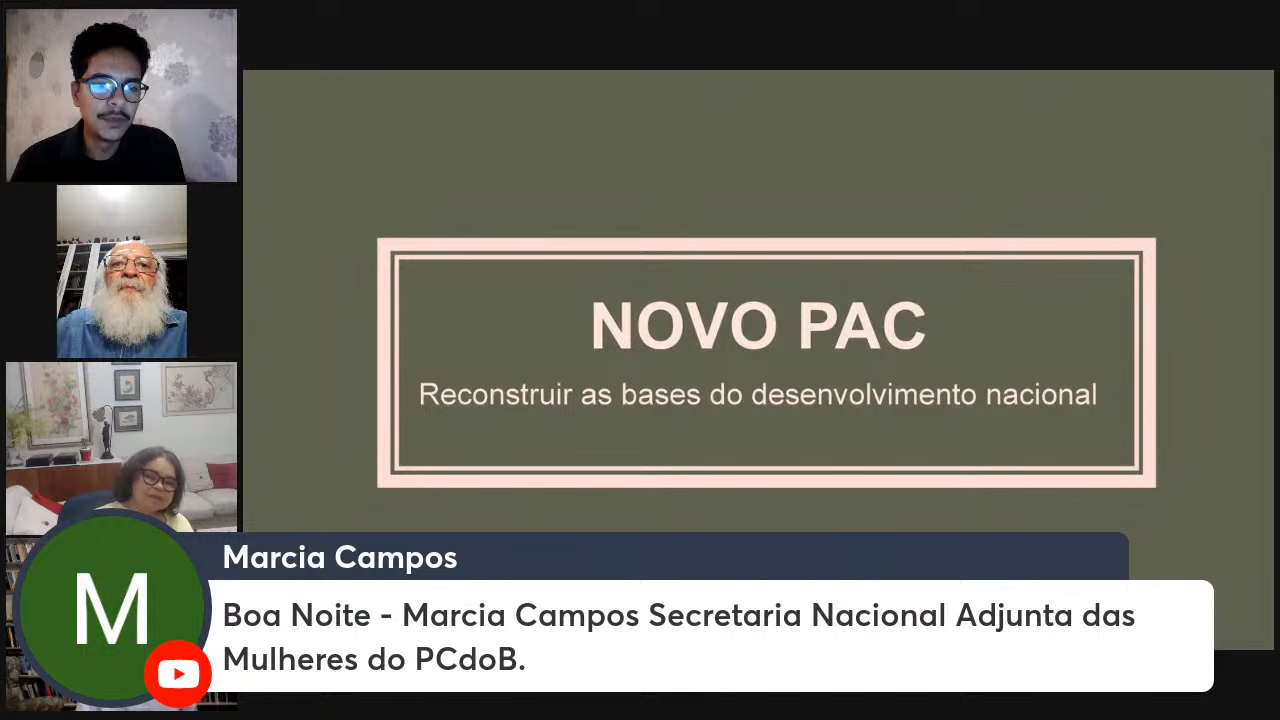 NOVO PAC
Reconstruir as bases do desenvolvimento nacional
M
Marcia Campos
Boa Noite - Marcia Campos Secretaria Nacional Adjunta das
Mulheres do PCdoB.